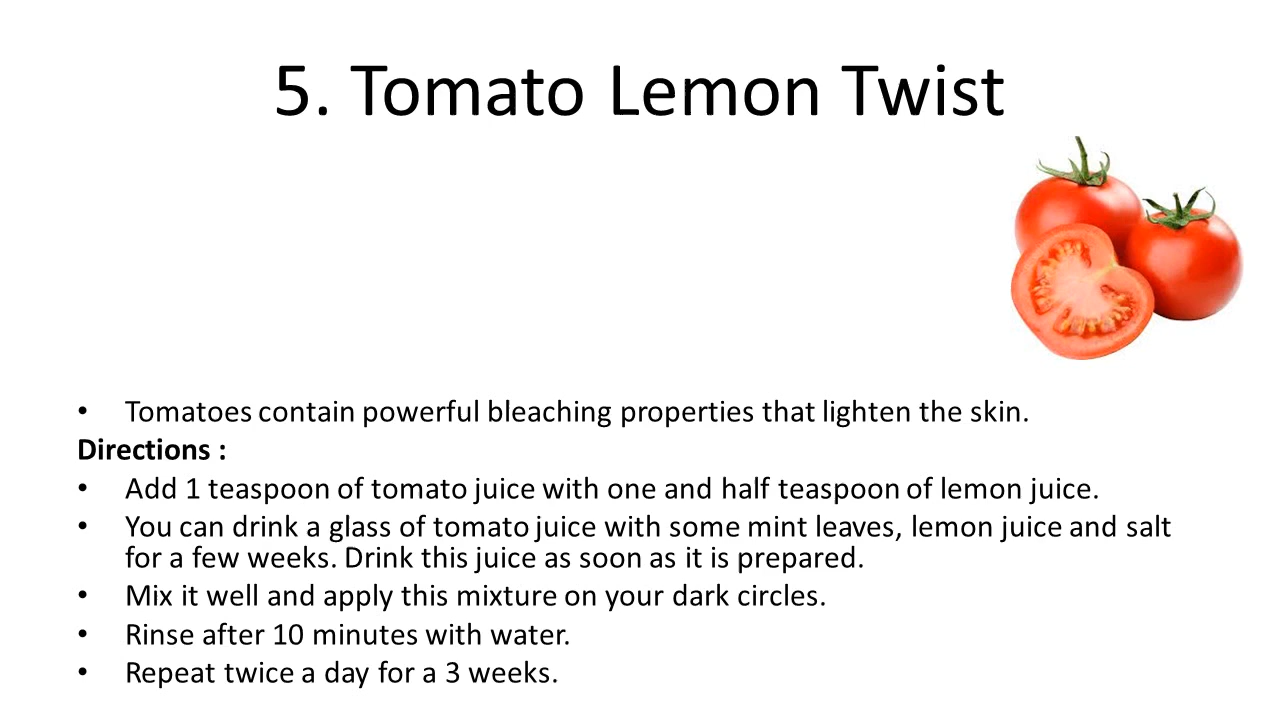 5. Tomato Lemon Twist
• Tomatoes contain powerful bleaching properties that lighten the skin.
Directions :
• Add 1 teaspoon of tomato juice with one and half teaspoon of lemon juice.
• You can drink a glass of tomato juice with some mint leaves, lemon juice and salt
for a few weeks. Drink this juice as soon as it is prepared.
• Mix it well and apply this mixture on your dark circles.
• Rinse after 10 minutes with water.
• Repeat twice a day for a 3 weeks.